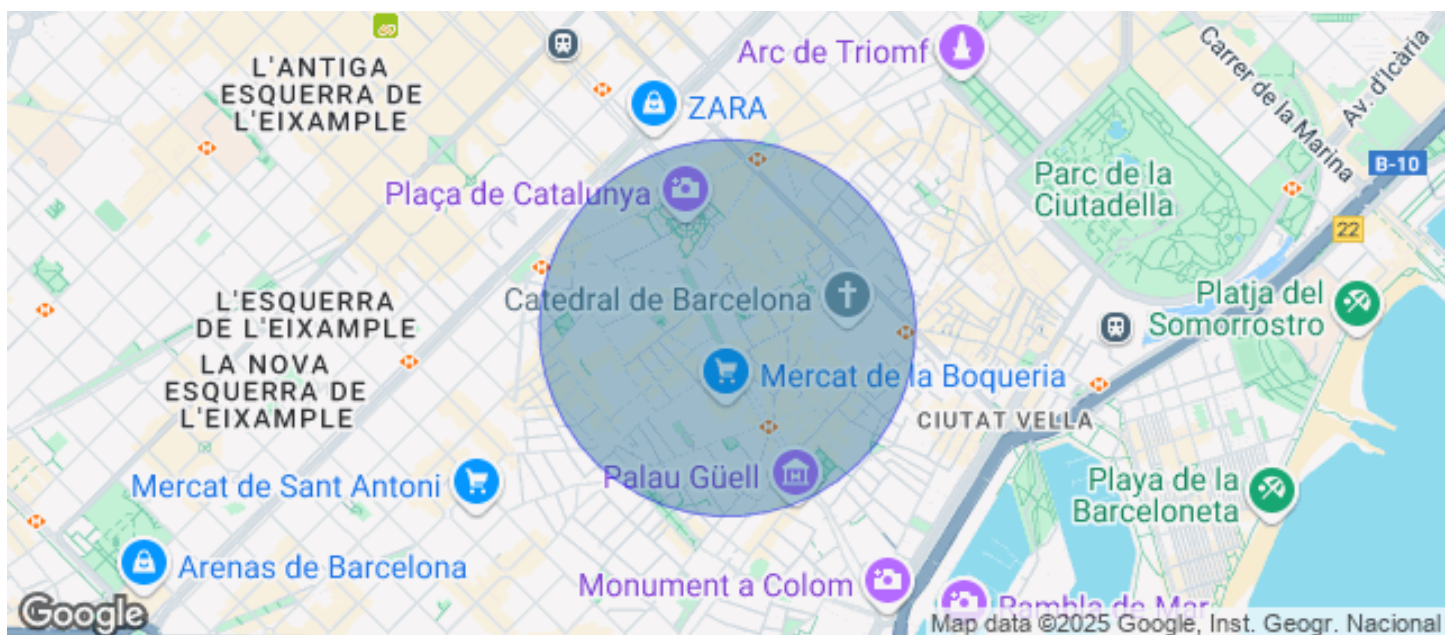 Arc de Triomf
Carrer de la Marina
Av. d'Icària
L'ANTIGA
ESQUERRA DE
L'EIXAMPLE
ZARA
B-10
Parc de la
Ciutadella
Plaça de Catalunya
22
Catedral de Barcelona
Platja del
Somorrostro
L'ESQUERRA
DE L'EIXAMPLE
LA NOVA
ESQUERRA DE
L'EIXAMPLE
Mercat de la Boqueria
CIUTAT VELLA
Palau Güell
Mercat de Sant Antoni
Playa de la
Barceloneta
Arenas de Barcelona
Monument a Colom
Rambla de Mar
Google
Map data ©2025 Google, Inst. Geogr. Nacional